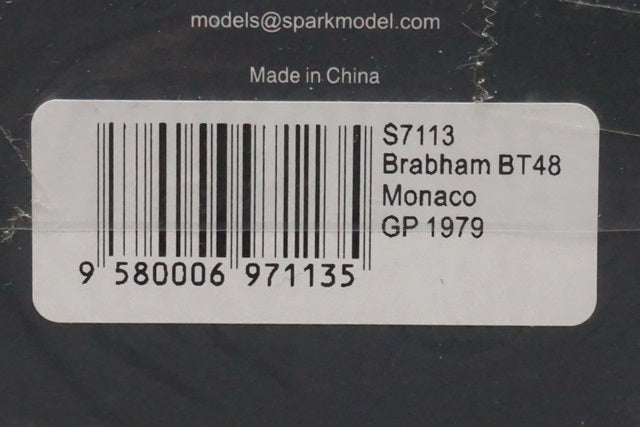 models@sparkmodel.com
Made in China
S7113
Brabham BT48
Monaco
GP 1979
9 580006 971135